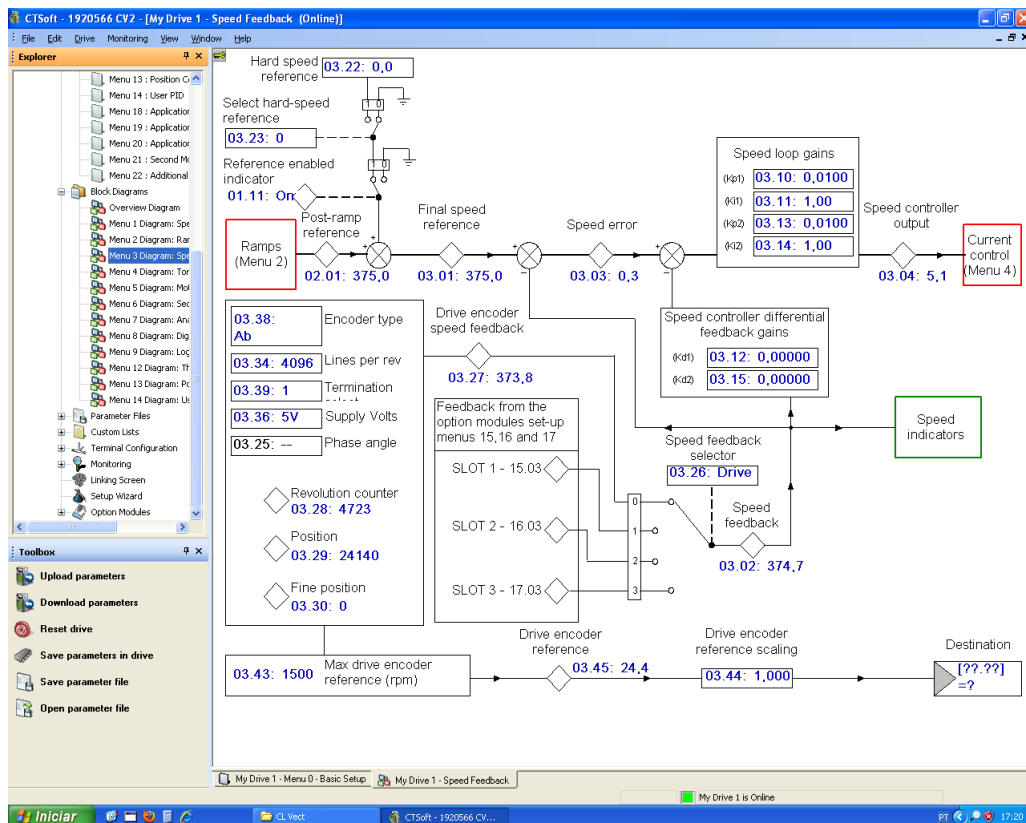 CTSoft - 1920566 CV2 - [My Drive 1 - Speed Feedback (Online)]
File Edit Drive Monitoring View Window Help
Explorer
Menu 13 : Position C
Menu 14 : User PID
Menu 18 : Application
Menu 19 : Application
Menu 20 : Application
Menu 21 : Second Mo
Menu 22 : Additional
Block Diagrams
Overview Diagram
Menu 1 Diagram: Spe
Menu 2 Diagram: Ran
Menu 3 Diagram: Spe
Menu 4 Diagram: Tor
Menu 5 Diagram: Mot
Menu 6 Diagram: Sec
Menu 7 Diagram: Ana
Menu 8 Diagram: Dig
Menu 9 Diagram: Log
Menu 12 Diagram: Th
Menu 13 Diagram: Po
Menu 14 Diagram: Us
Parameter Files
Custom Lists
Terminal Configuration
Monitoring
Linking Screen
Setup Wizard
Option Modules
Toolbox
Upload parameters
Download parameters
Reset drive
Save parameters in drive
Save parameter file
Open parameter file
Hard speed
reference
03.22: 0,0
1 0
Select hard-speed
reference
03.23: 0
1 0
Reference enabled
indicator
01.11: On
Ramps
(Menu 2)
Post-ramp
reference
02.01: 375,0
+
+
Final speed
reference
03.01: 375,0
+
−
Speed error
03.03: 0,3
+
−
Speed loop gains
(Kp1) 03.10: 0,0100
(Ki1) 03.11: 1,00
(Kp2) 03.13: 0,0100
(Ki2) 03.14: 1,00
Speed controller
output
03.04: 5,1
Current
control
(Menu 4)
03.38:
Ab
Encoder type
03.34: 4096 Lines per rev
03.39: 1 Termination
select
03.36: 5V Supply Volts
03.25: -- Phase angle
Revolution counter
03.28: 4723
Position
03.29: 24140
Fine position
03.30: 0
Drive encoder
speed feedback
03.27: 373,8
Speed controller differential
feedback gains
(Kd1) 03.12: 0,00000
(Kd2) 03.15: 0,00000
Feedback from the
option modules set-up
menus 15,16 and 17
SLOT 1 - 15.03
SLOT 2 - 16.03
SLOT 3 - 17.03
0
1
2
3
Speed feedback
selector
03.26: Drive
Speed
feedback
03.02: 374,7
Speed
indicators
03.43: 1500 Max drive encoder
reference (rpm)
Drive encoder
reference
03.45: 24,4
Drive encoder
reference scaling
03.44: 1,000
Destination
[??.??]
=?
My Drive 1 - Menu 0 - Basic Setup
My Drive 1 - Speed Feedback
My Drive 1 is Online
Iniciar
CL Vect
CTSoft - 1920566 CV...
PT
17:20